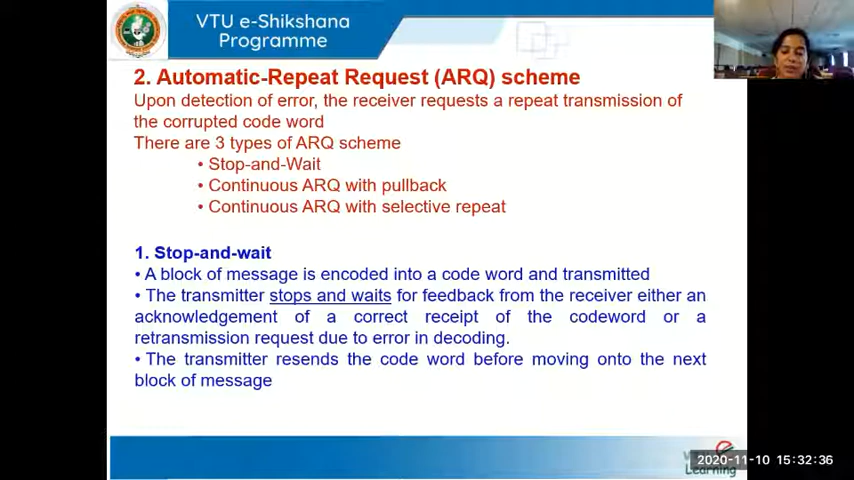 VTU e-Shikshana
Programme
2. Automatic-Repeat Request (ARQ) scheme
Upon detection of error, the receiver requests a repeat transmission of
the corrupted code word
There are 3 types of ARQ scheme
• Stop-and-Wait
• Continuous ARQ with pullback
• Continuous ARQ with selective repeat
1. Stop-and-wait
• A block of message is encoded into a code word and transmitted
• The transmitter stops and waits for feedback from the receiver either an
acknowledgement of a correct receipt of the codeword or a
retransmission request due to error in decoding.
• The transmitter resends the code word before moving onto the next
block of message
2020-11-10 15:32:36
Learning